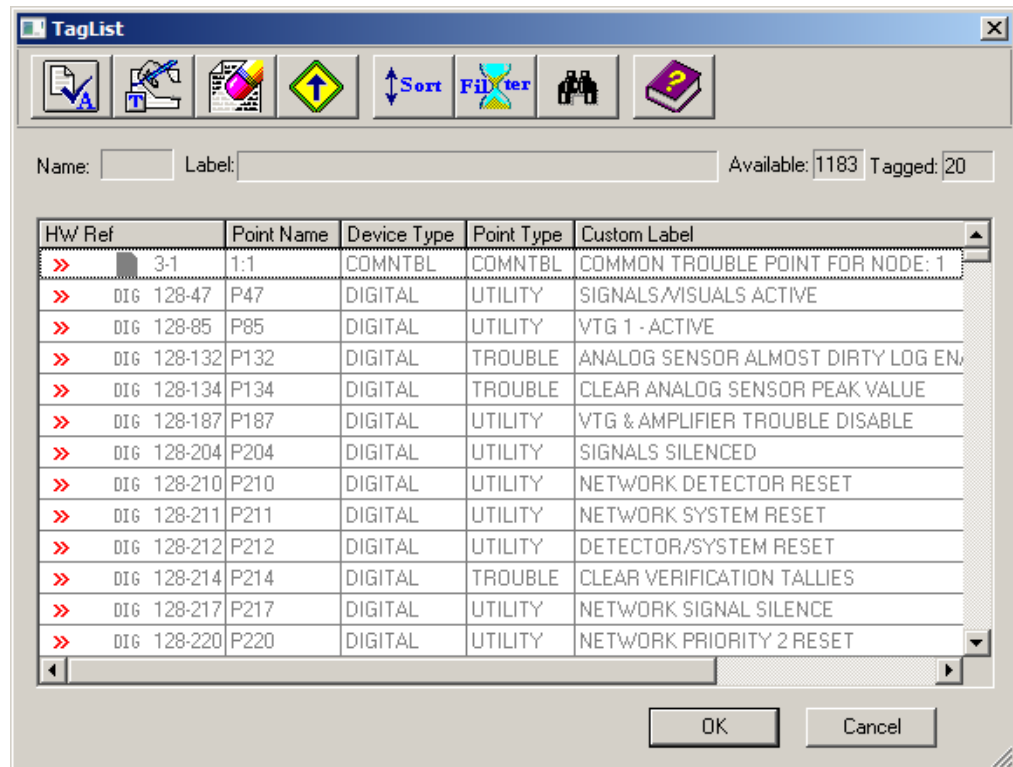 TagList
A T Sort Filter ?
Name: Label: Available: 1183 Tagged: 20
HW Ref Point Name Device Type Point Type Custom Label
» 3-1 1:1 COMNTBL COMNTBL COMMON TROUBLE POINT FOR NODE: 1
» DIG 128-47 P47 DIGITAL UTILITY SIGNALS/VISUALS ACTIVE
» DIG 128-85 P85 DIGITAL UTILITY VTG 1 - ACTIVE
» DIG 128-132 P132 DIGITAL TROUBLE ANALOG SENSOR ALMOST DIRTY LOG
» DIG 128-134 P134 DIGITAL TROUBLE CLEAR ANALOG SENSOR PEAK VALUE
» DIG 128-187 P187 DIGITAL UTILITY VTG & AMPLIFIER TROUBLE DISABLE
» DIG 128-204 P204 DIGITAL UTILITY SIGNALS SILENCED
» DIG 128-210 P210 DIGITAL UTILITY NETWORK DETECTOR RESET
» DIG 128-211 P211 DIGITAL UTILITY NETWORK SYSTEM RESET
» DIG 128-212 P212 DIGITAL UTILITY DETECTOR/SYSTEM RESET
» DIG 128-214 P214 DIGITAL TROUBLE CLEAR VERIFICATION TALLIES
» DIG 128-217 P217 DIGITAL UTILITY NETWORK SIGNAL SILENCE
» DIG 128-220 P220 DIGITAL UTILITY NETWORK PRIORITY 2 RESET
OK Cancel